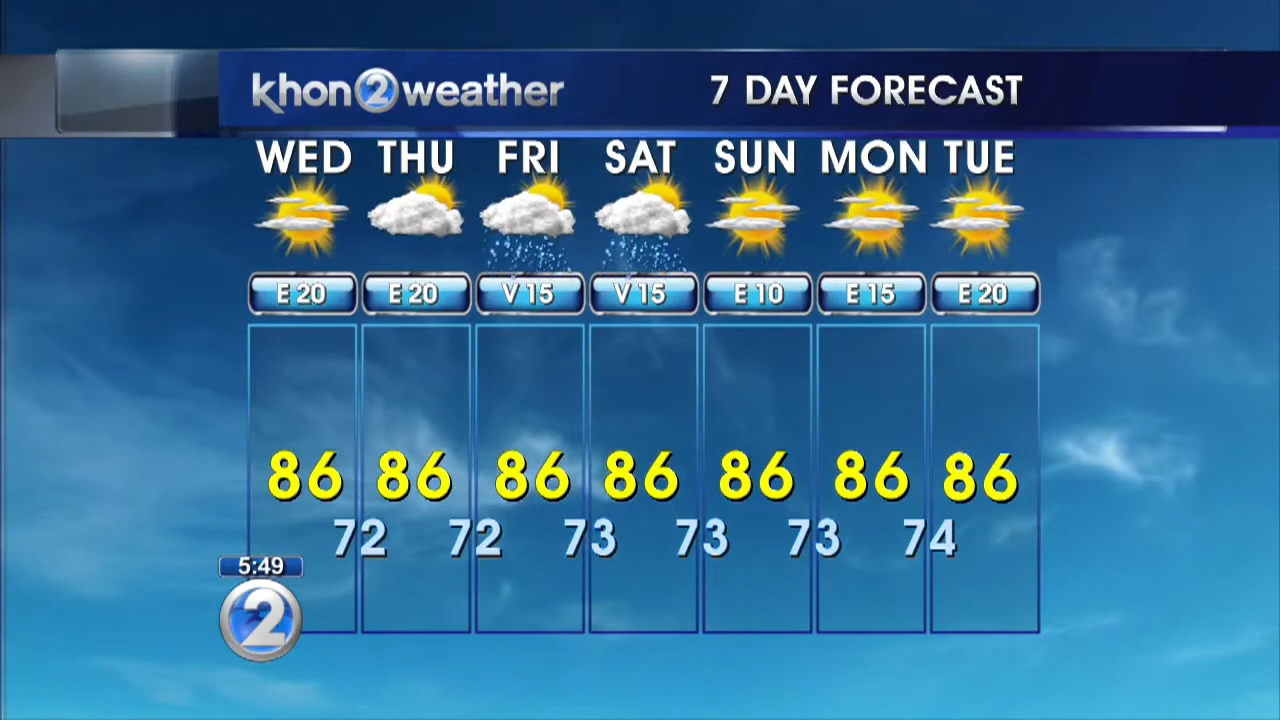 khon2weather 7 DAY FORECAST
WED THU FRI SAT SUN MON TUE
E 20 E 20 V 15 V 15 E 10 E 15 E 20
86 86 86 86 86 86 86
72 72 73 73 73 74
5:49
2